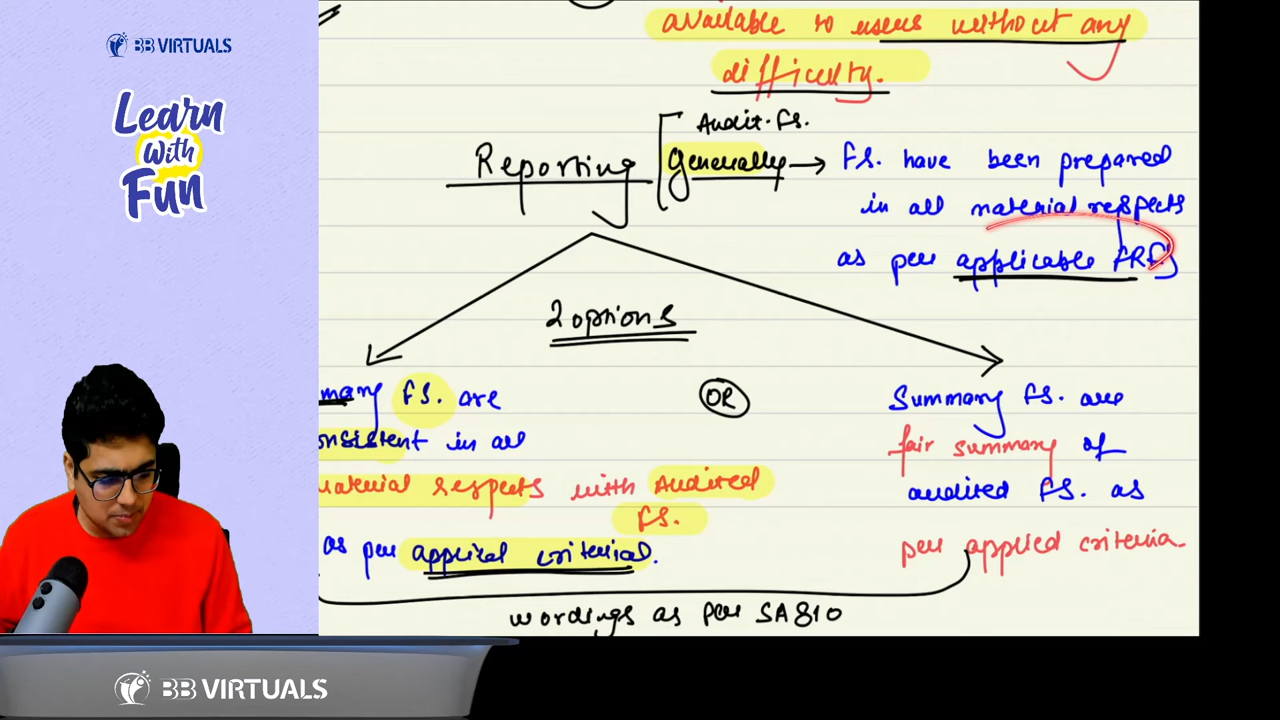 BB VIRTUALS
Learn
With
Fun
available to users without any
difficulty.
Reporting
Audit. FS.
generally → FS. have been prepared
in all material respects
as per applicable FRF
2 options
mary FS. are
onsistent in all
material respects with Audited
FS.
as per applied criteria.
OR
Summary FS. are
fair summary of
audited FS. as
per applied criteria.
wordings as per SA 810
BB VIRTUALS